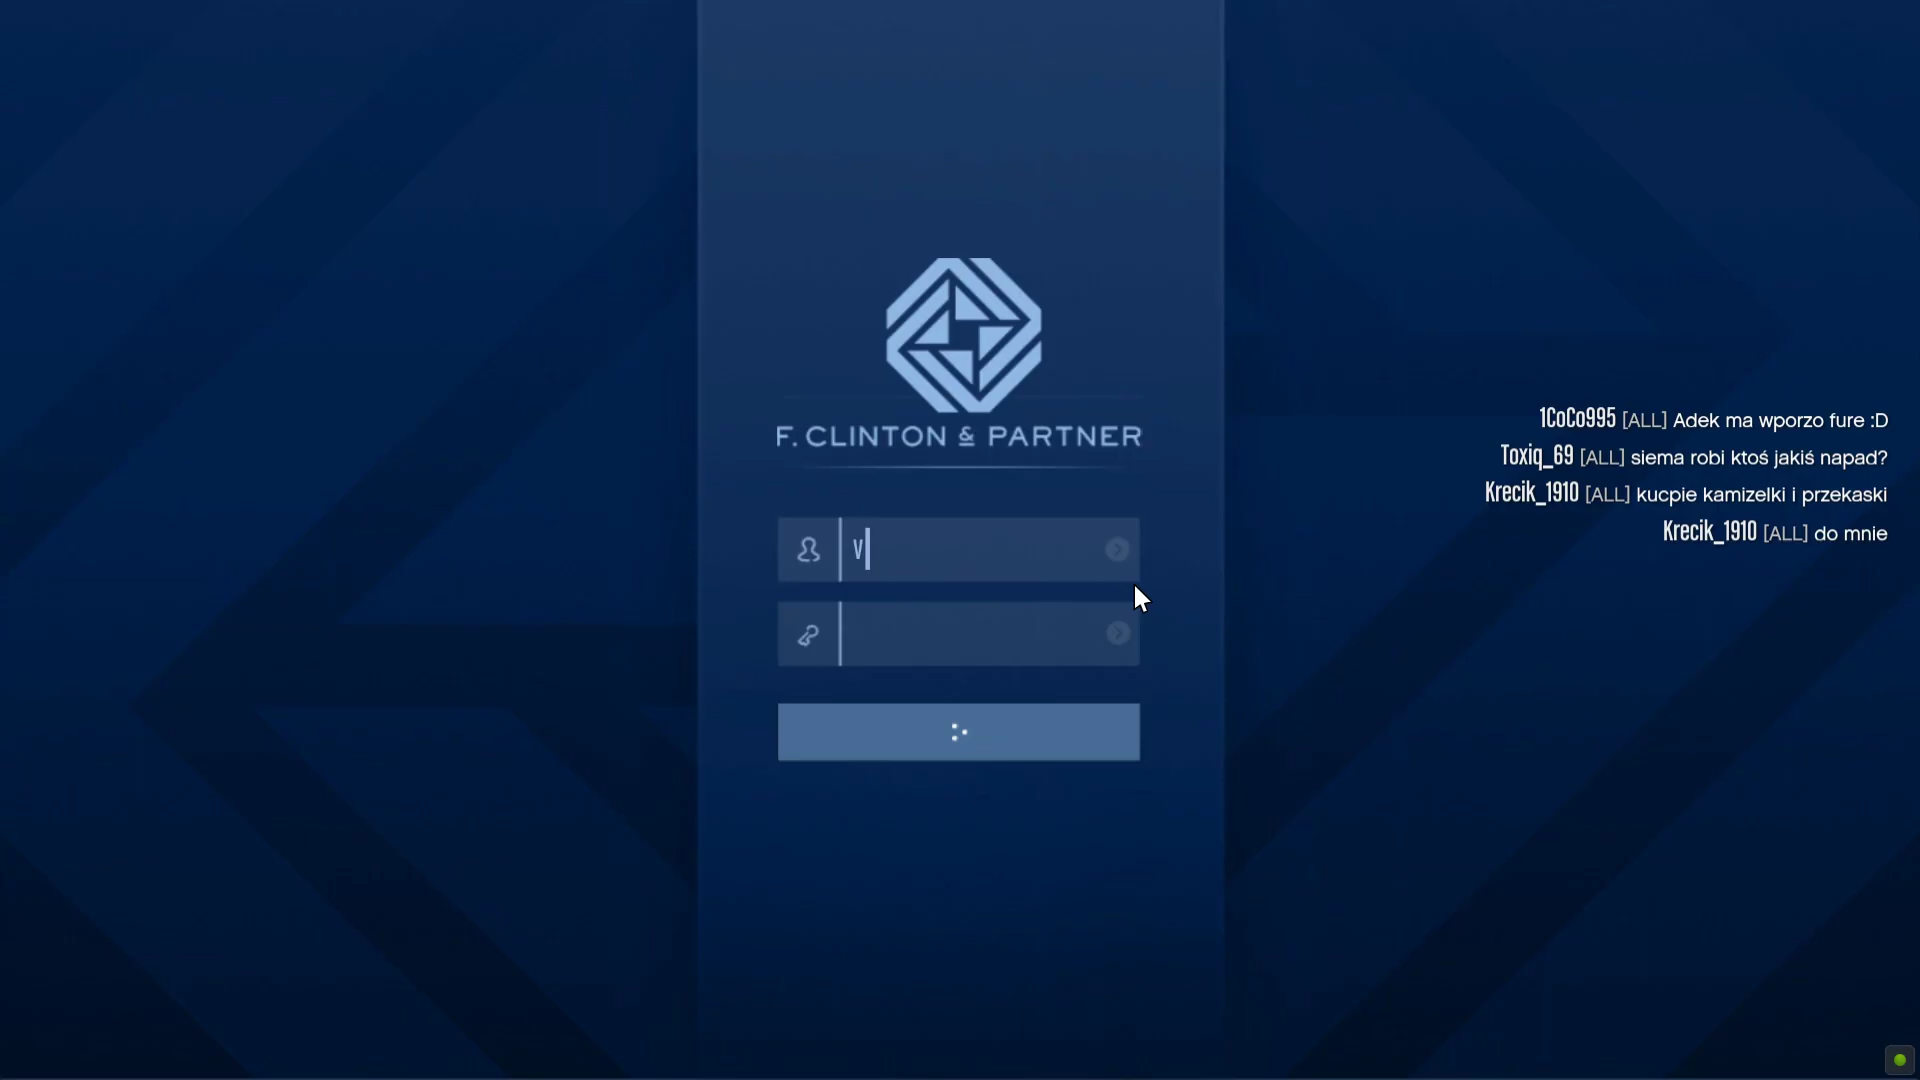 F. CLINTON & PARTNER
V
1CoCo995 [ALL] Adek ma wporzo fure :D
Toxiq_69 [ALL] siema robi ktoś jakiś napad?
Krecik_1910 [ALL] kucpie kamizelki i przekaski
Krecik_1910 [ALL] do mnie